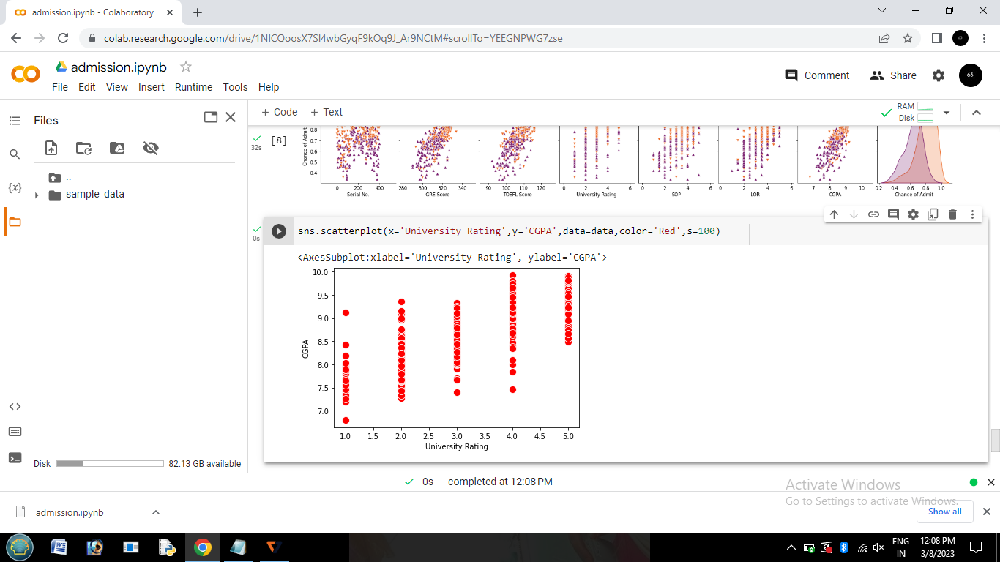 admission.ipynb - Colaboratory
colab.research.google.com/drive/1NlCQoosX7Sl4wbGyqF9kOq9J_Ar9NCtM#scrollTo=YEEGNPWG7zse
admission.ipynb
File Edit View Insert Runtime Tools Help
Comment Share 63
Files
+ Code + Text
RAM
Disk
..
sample_data
{x}
32s
[8]
Chance of Admit
0.8
0.7
0.6
0.5
0.4
0 200 400 280 300 320 340 90 100 110 120 0 2 4 6 0 2 4 6 0 2 4 6 7 8 9 10 0.2 0.4 0.6 0.8 1.0
Serial No. GRE Score TOEFL Score University Rating SOP LOR CGPA Chance of Admit
0s
sns.scatterplot(x='University Rating',y='CGPA',data=data,color='Red',s=100)
<AxesSubplot:xlabel='University Rating', ylabel='CGPA'>
CGPA
10.0
9.5
9.0
8.5
8.0
7.5
7.0
1.0 1.5 2.0 2.5 3.0 3.5 4.0 4.5 5.0
University Rating
Disk 82.13 GB available
0s completed at 12:08 PM
Activate Windows
Go to Settings to activate Windows.
admission.ipynb
Show all
ENG
IN
12:08 PM
3/8/2023